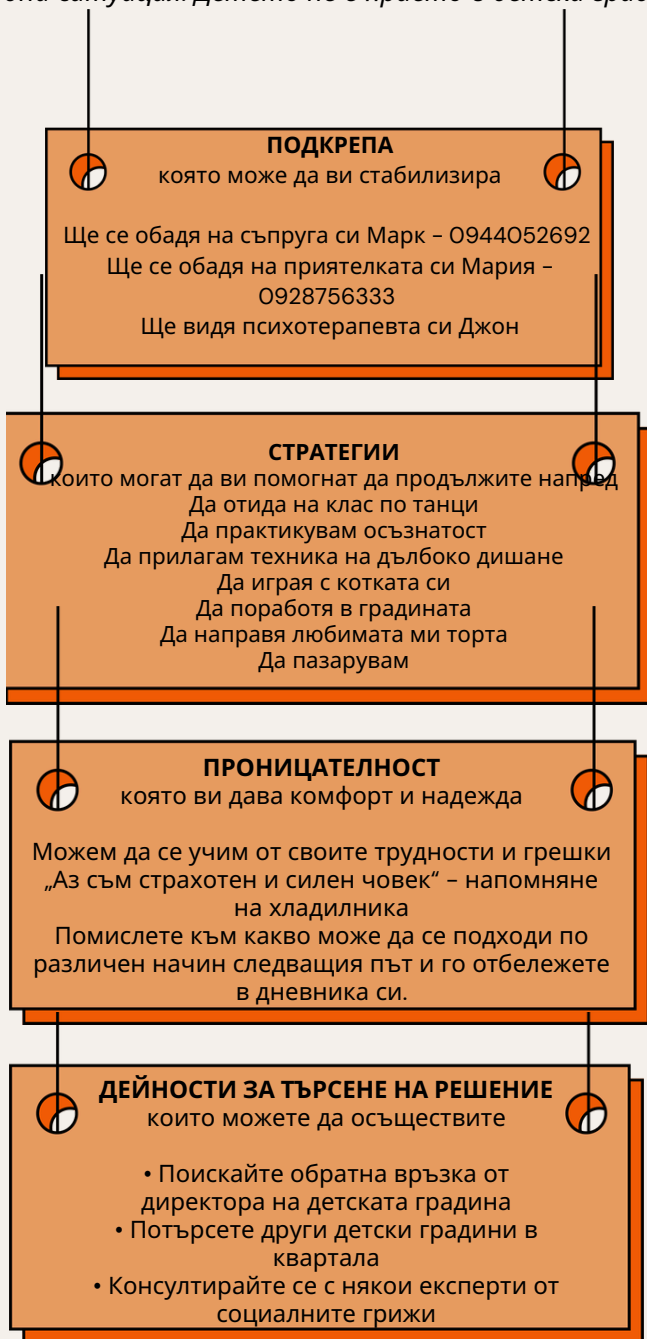 ситуация: Детето не е прието в детска
ПОДКРЕПА
която може да ви стабилизира
Ще се обадя на съпруга си Марк – 0944052692
Ще се обадя на приятелката си Мария –
0928756333
Ще видя психотерапевта си Джон
СТРАТЕГИИ
които могат да ви помогнат да продължите напред
Да отида на клас по танци
Да практикувам осъзнатост
Да прилагам техника на дълбоко дишане
Да играя с котката си
Да поработя в градината
Да направя любимата ми торта
Да пазарувам
ПРОНИЦАТЕЛНОСТ
която ви дава комфорт и надежда
Можем да се учим от своите трудности и грешки
„Аз съм страхотен и силен човек“ – напомняне
на хладилника
Помислете към какво може да се подходи по
различен начин следващия път и го отбележете
в дневника си.
ДЕЙНОСТИ ЗА ТЪРСЕНЕ НА РЕШЕНИЕ
които можете да осъществите
• Поискайте обратна връзка от
директора на детската градина
• Потърсете други детски градини в
квартала
• Консултирайте се с някои експерти от
социалните грижи